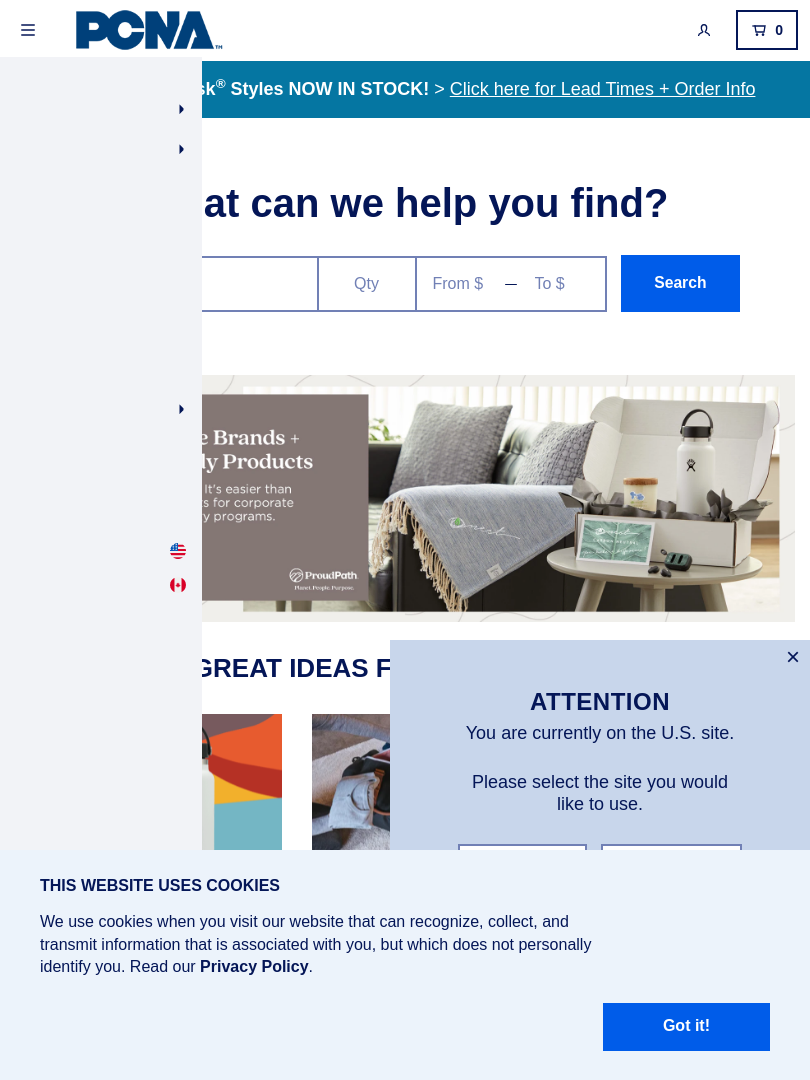 PCNA™
0
Styles NOW IN STOCK! > Click here for Lead Times + Order Info
can we help you find?
Qty
From $ — To $
Search
Brands +
Products
It's easier than
for corporate
programs.
ProudPath
Planet. People. Purpose.
GREAT IDEAS
ATTENTION
You are currently on the U.S. site.
Please select the site you would
like to use.
THIS WEBSITE USES COOKIES
We use cookies when you visit our website that can recognize, collect, and
transmit information that is associated with you, but which does not personally
identify you. Read our Privacy Policy.
Got it!